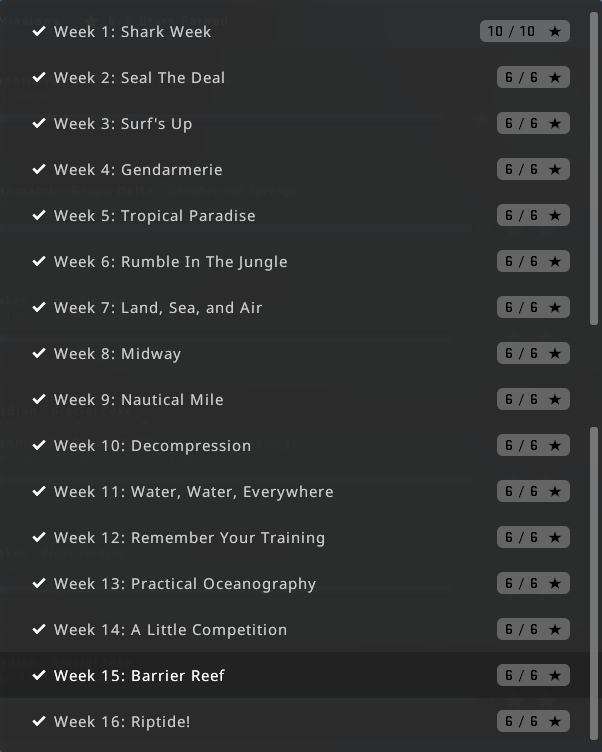 Week 1: Shark Week 10 / 10 ★
Week 2: Seal The Deal 6 / 6 ★
Week 3: Surf's Up 6 / 6 ★
Week 4: Gendarmerie 6 / 6 ★
Week 5: Tropical Paradise 6 / 6 ★
Week 6: Rumble In The Jungle 6 / 6 ★
Week 7: Land, Sea, and Air 6 / 6 ★
Week 8: Midway 6 / 6 ★
Week 9: Nautical Mile 6 / 6 ★
Week 10: Decompression 6 / 6 ★
Week 11: Water, Water, Everywhere 6 / 6 ★
Week 12: Remember Your Training 6 / 6 ★
Week 13: Practical Oceanography 6 / 6 ★
Week 14: A Little Competition 6 / 6 ★
Week 15: Barrier Reef 6 / 6 ★
Week 16: Riptide! 6 / 6 ★